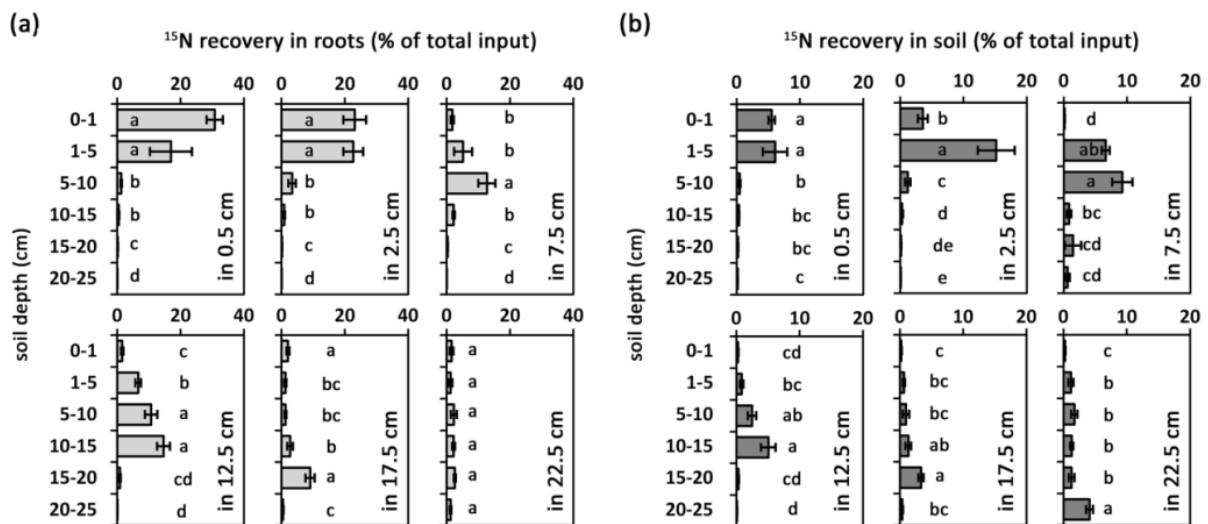 (a)
¹⁵N recovery in roots (% of total input)
0 20 40 0 20 40 0 20 40
0-1 a a b
1-5 a a b
5-10 b b a
10-15 b b b
15-20 c c c
20-25 d d d
in 0.5 cm in 2.5 cm in 7.5 cm
soil depth (cm)
0 20 40 0 20 40 0 20 40
0-1 c a a
1-5 b bc a
5-10 a bc a
10-15 a b a
15-20 cd a a
20-25 d c a
in 12.5 cm in 17.5 cm in 22.5 cm
(b)
¹⁵N recovery in soil (% of total input)
0 10 20 0 10 20 0 10 20
0-1 a b d
1-5 a a ab
5-10 b c a
10-15 bc d bc
15-20 bc de cd
20-25 c e cd
in 0.5 cm in 2.5 cm in 7.5 cm
soil depth (cm)
0 10 20 0 10 20 0 10 20
0-1 cd c c
1-5 bc bc b
5-10 ab bc b
10-15 a ab b
15-20 cd a b
20-25 d bc a
in 12.5 cm in 17.5 cm in 22.5 cm